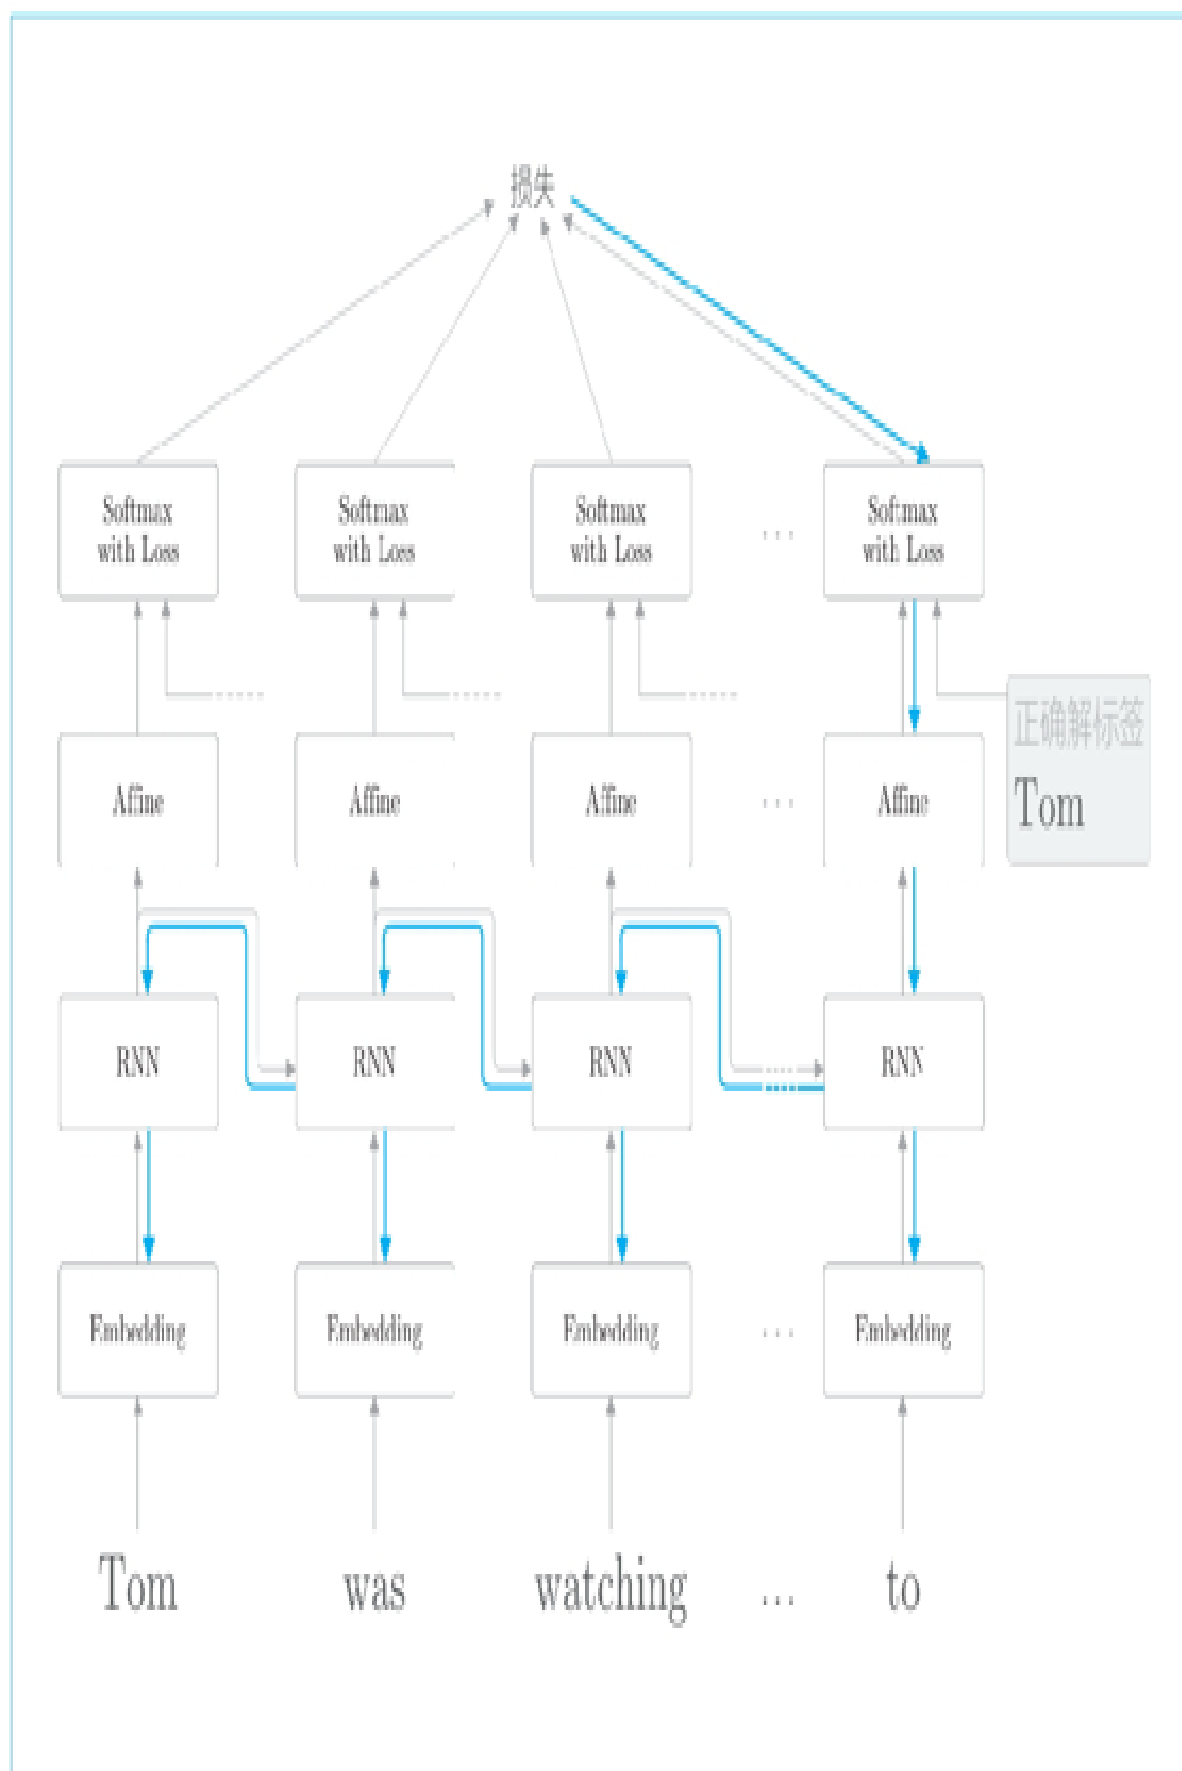 损失
Softmax
with Loss
Softmax
with Loss
Softmax
with Loss
...
Softmax
with Loss
正确解标签
Tom
Affine
Affine
Affine
...
Affine
RNN
RNN
RNN
RNN
Embedding
Embedding
Embedding
...
Embedding
Tom
was
watching
...
to